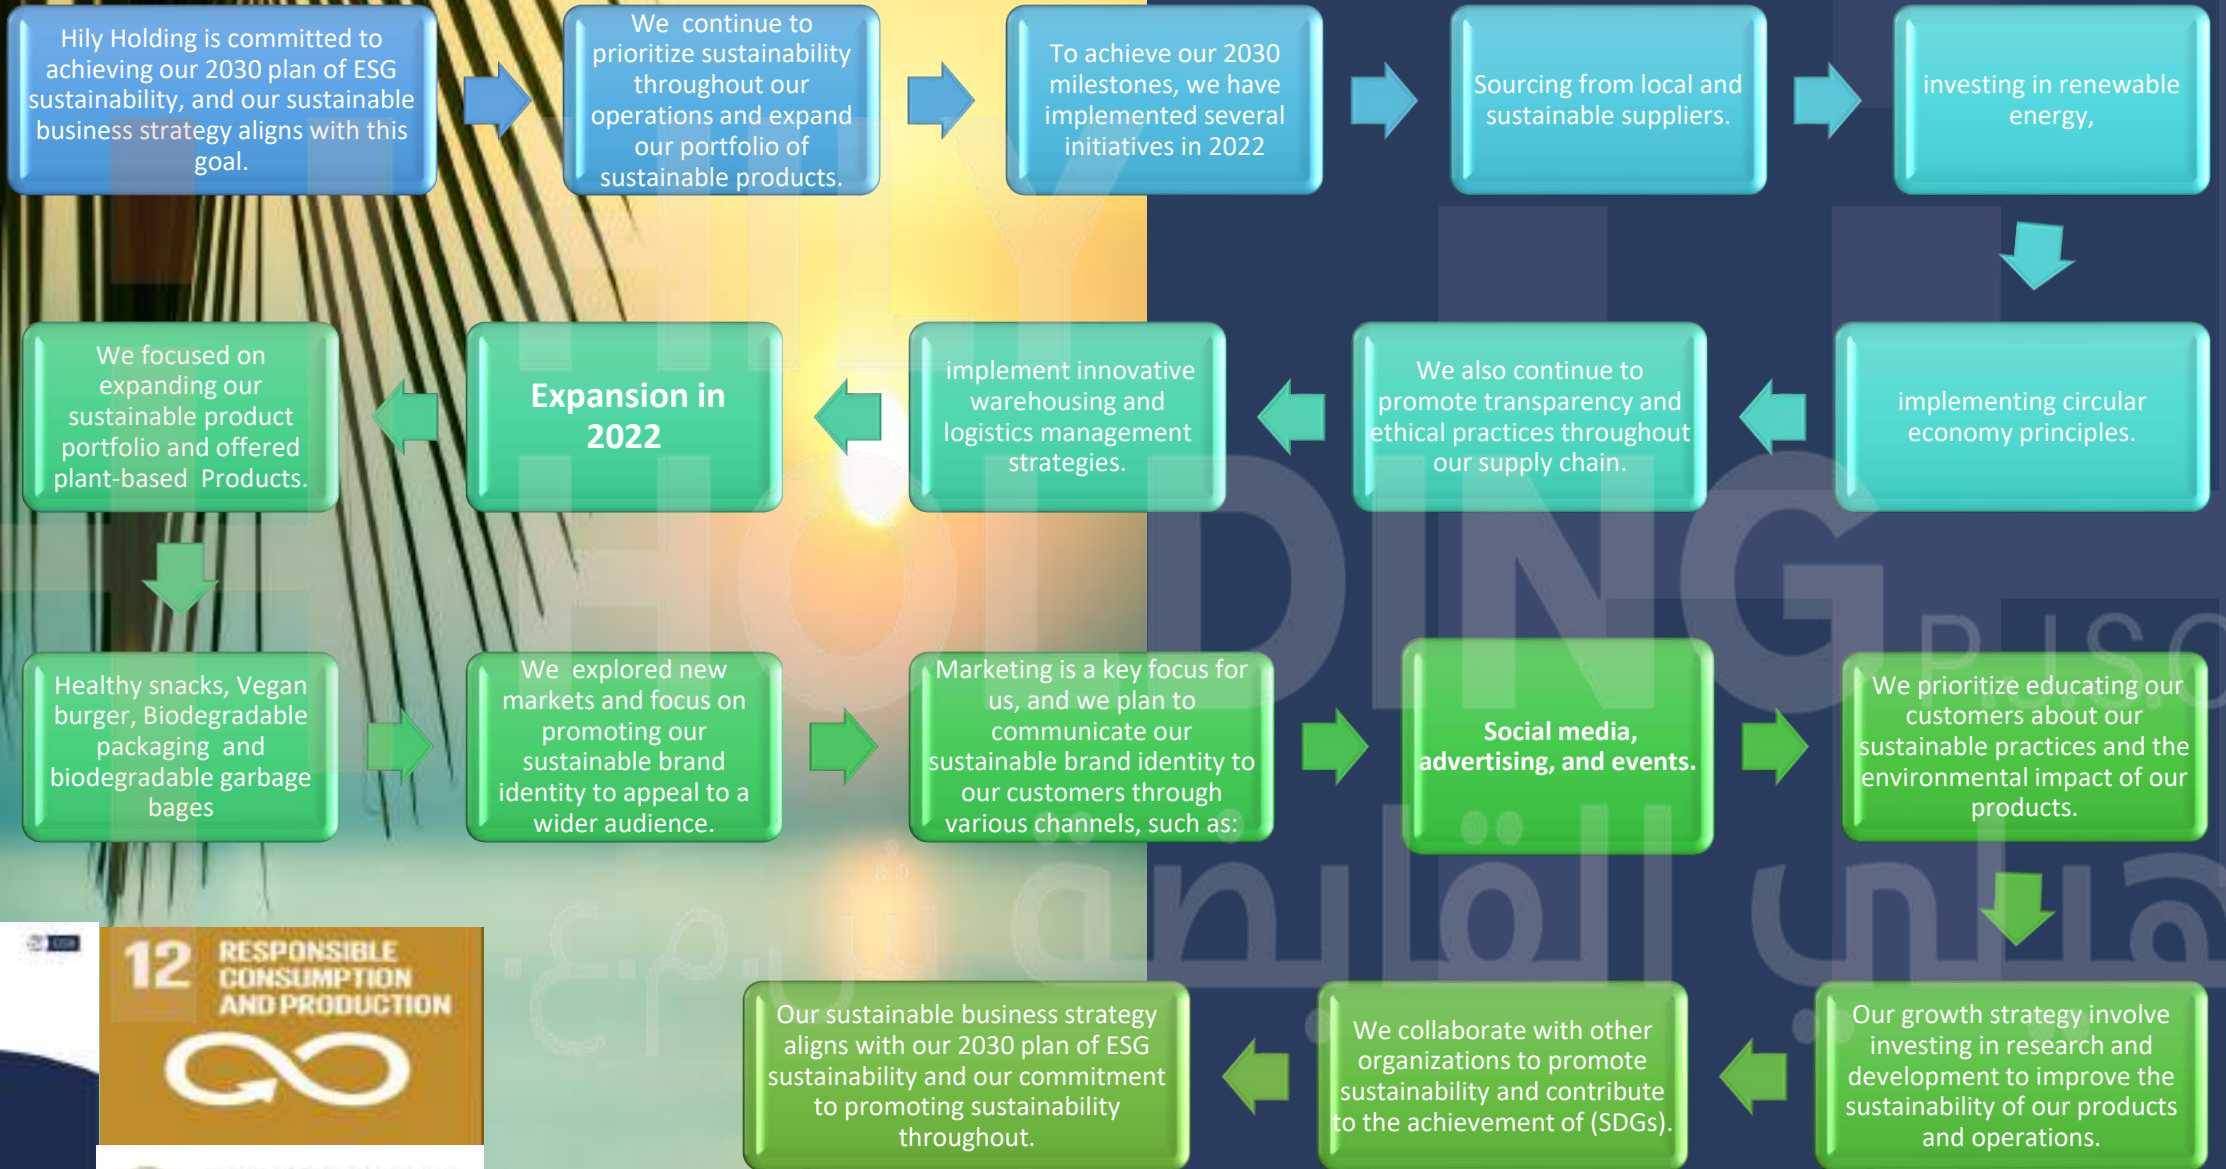 Hily Holding is committed to
achieving our 2030 plan of ESG
sustainability, and our sustainable
business strategy aligns with this
goal.
We continue to
prioritize sustainability
throughout our
operations and expand
our portfolio of
sustainable products.
To achieve our 2030
milestones, we have
implemented several
initiatives in 2022
Sourcing from local and
sustainable suppliers.
investing in renewable
energy,
implementing circular
economy principles.
We also continue to
promote transparency and
ethical practices throughout
our supply chain.
implement innovative
warehousing and
logistics management
strategies.
Expansion in
2022
We focused on
expanding our
sustainable product
portfolio and offered
plant-based Products.
Healthy snacks, Vegan
burger, Biodegradable
packaging and
biodegradable garbage
bages
We explored new
markets and focus on
promoting our
sustainable brand
identity to appeal to a
wider audience.
Marketing is a key focus for
us, and we plan to
communicate our
sustainable brand identity to
our customers through
various channels, such as:
Social media,
advertising, and events.
We prioritize educating our
customers about our
sustainable practices and the
environmental impact of our
products.
Our growth strategy involve
investing in research and
development to improve the
sustainability of our products
and operations.
We collaborate with other
organizations to promote
sustainability and contribute
to the achievement of (SDGs).
Our sustainable business strategy
aligns with our 2030 plan of ESG
sustainability and our commitment
to promoting sustainability
throughout.
HILY
HOLDING
P.J.S.C
هيلي القابضة ش.م.ع.
12 RESPONSIBLE
CONSUMPTION
AND PRODUCTION